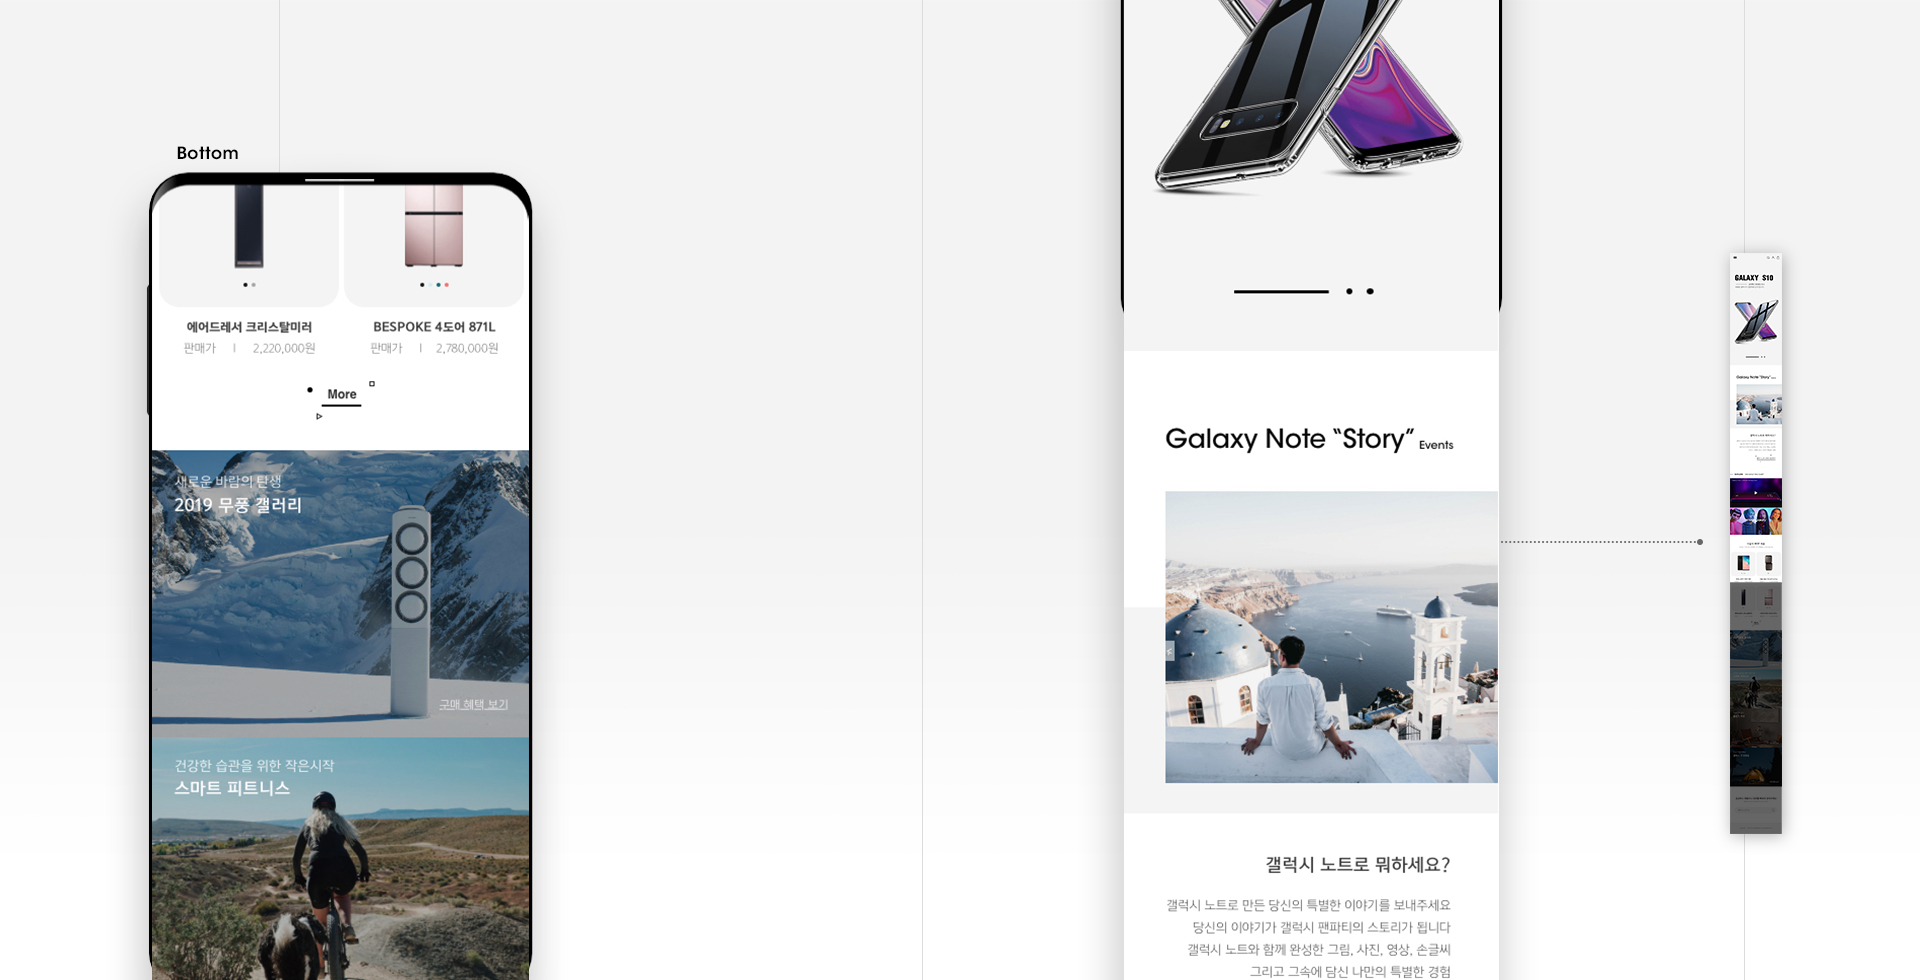 Bottom
에어드레서 크리스탈미러
판매가 | 2,220,000원
BESPOKE 4도어 871L
판매가 | 2,780,000원
More
새로운 바람의 탄생
2019 무풍 갤러리
구매 혜택 보기
건강한 습관을 위한 작은시작
스마트 피트니스
Galaxy Note “Story” Events
갤럭시 노트로 뭐하세요?
갤럭시 노트로 만든 당신의 특별한 이야기를 보내주세요
당신의 이야기가 갤럭시 팬파티의 스토리가 됩니다
갤럭시 노트와 함께 완성한 그림, 사진, 영상, 손글씨
그리고 그속에 담신 나만의 특별한 경험
GALAXY S10
Galaxy Note “Story”